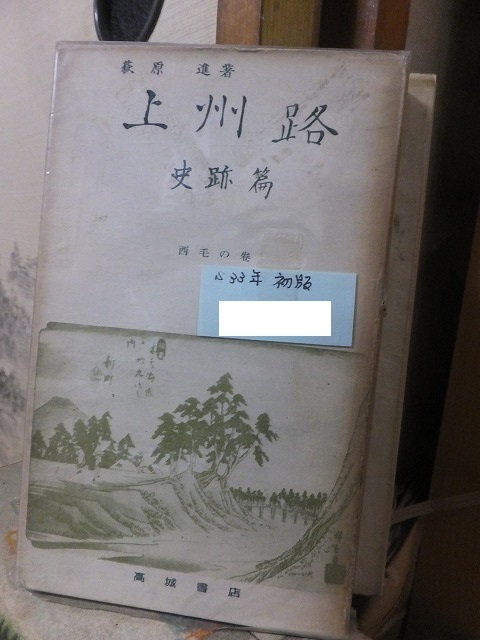 萩原 進著
上州路
史跡篇
西毛の巻
S33年 初版
高城書店